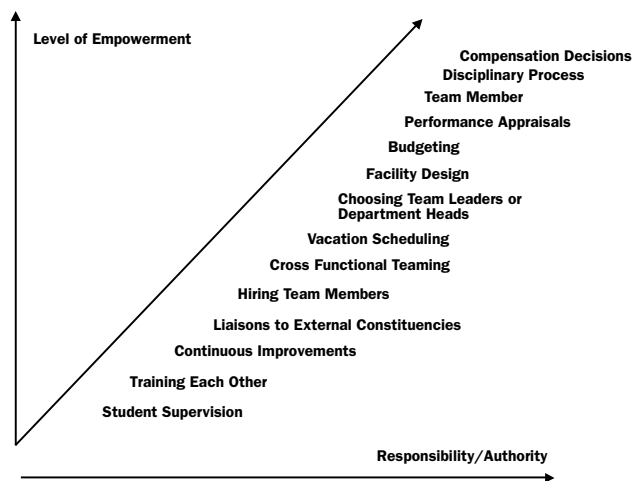 Level of Empowerment
Compensation Decisions
Disciplinary Process
Team Member
Performance Appraisals
Budgeting
Facility Design
Choosing Team Leaders or
Department Heads
Vacation Scheduling
Cross Functional Teaming
Hiring Team Members
Liaisons to External Constituencies
Continuous Improvements
Training Each Other
Student Supervision
Responsibility/Authority